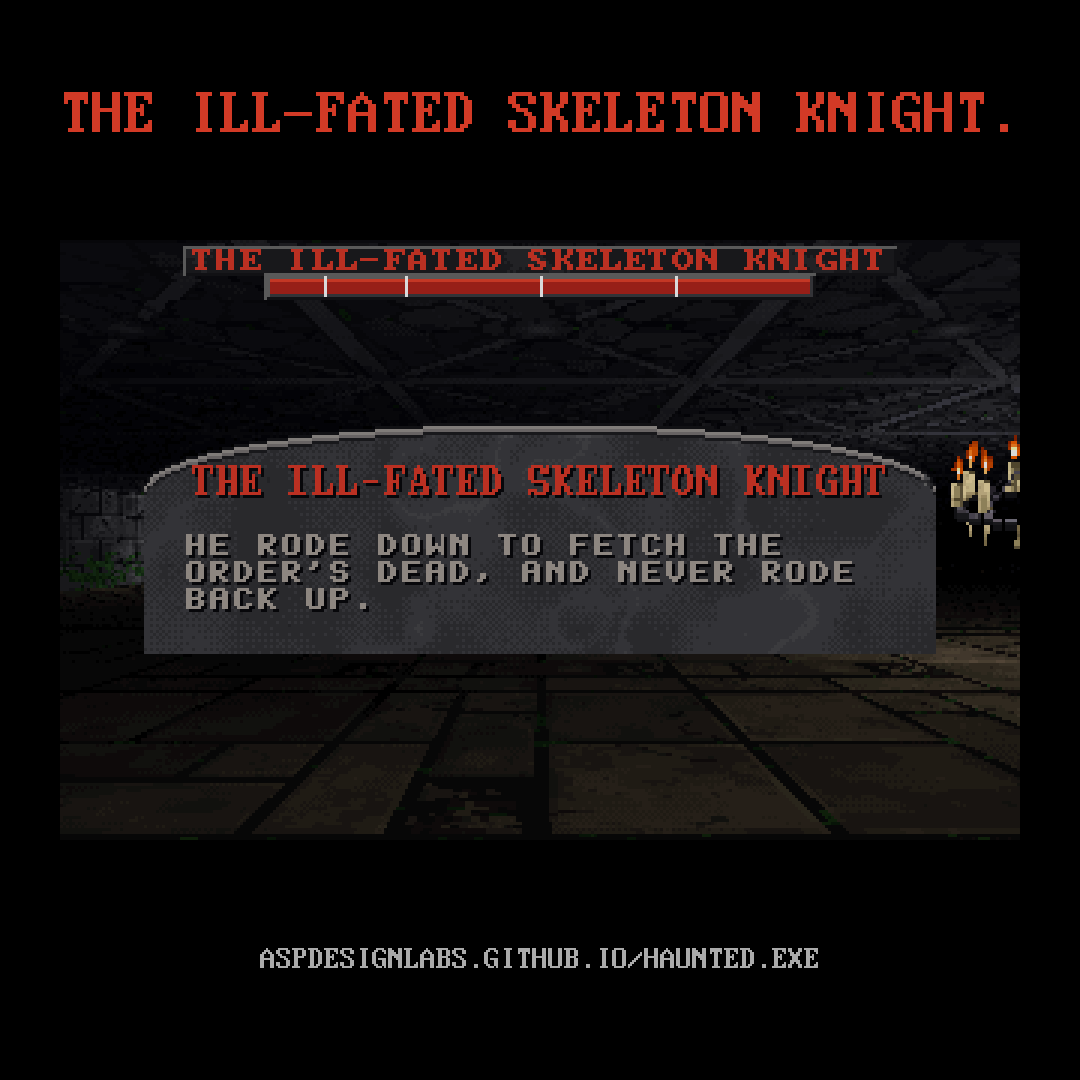 THE ILL-FATED SKELETON KNIGHT.
THE ILL-FATED SKELETON KNIGHT
THE ILL-FATED SKELETON KNIGHT
HE RODE DOWN TO FETCH THE
ORDER'S DEAD, AND NEVER RODE
BACK UP.
ASPDESIGNLABS.GITHUB.IO/HAUNTED.EXE